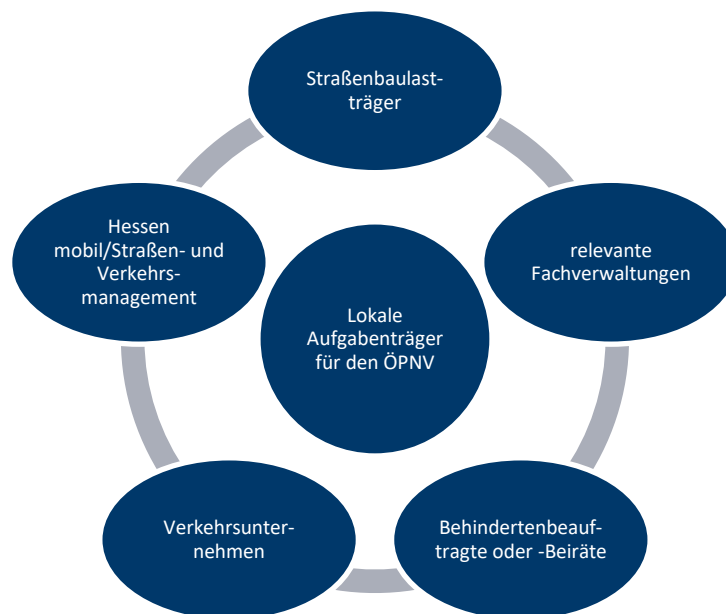 Straßenbaulast-
träger
Hessen
mobil/Straßen- und
Verkehrs-
management
relevante
Fachverwaltungen
Lokale
Aufgabenträger
für den ÖPNV
Verkehrsunter-
nehmen
Behindertenbeauf-
tragte oder -Beiräte